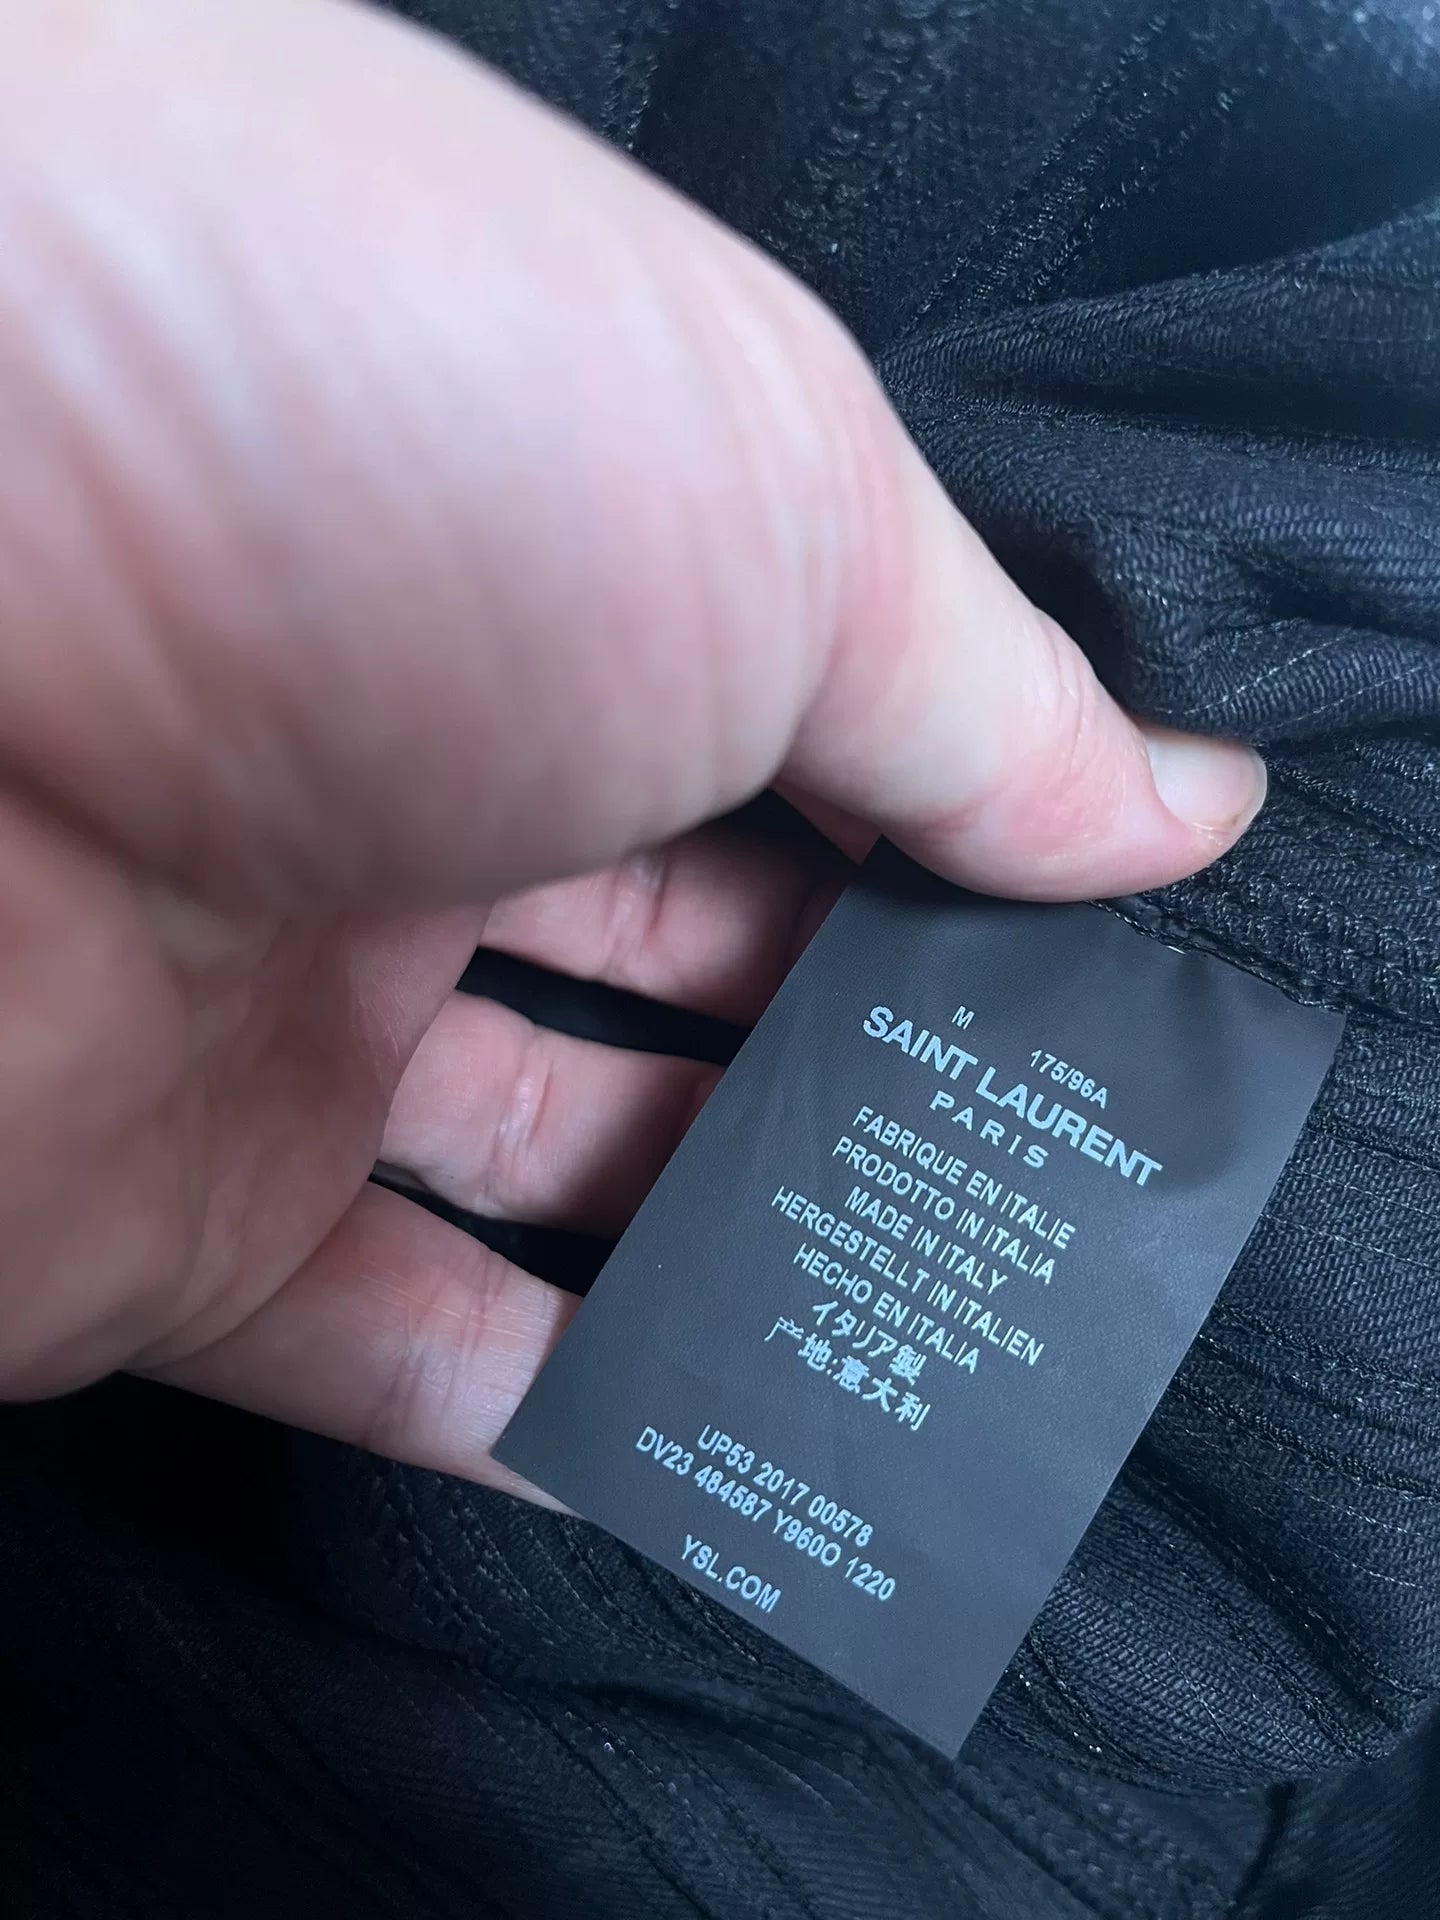 M 175/96A
SAINT LAURENT
PARIS
FABRIQUE EN ITALIE
PRODOTTO IN ITALIA
MADE IN ITALY
HERGESTELLT IN ITALIEN
HECHO EN ITALIA
イタリア製
产地:意大利
UP53 2017 00578
DV23 484587 Y960O 1220
YSL.COM